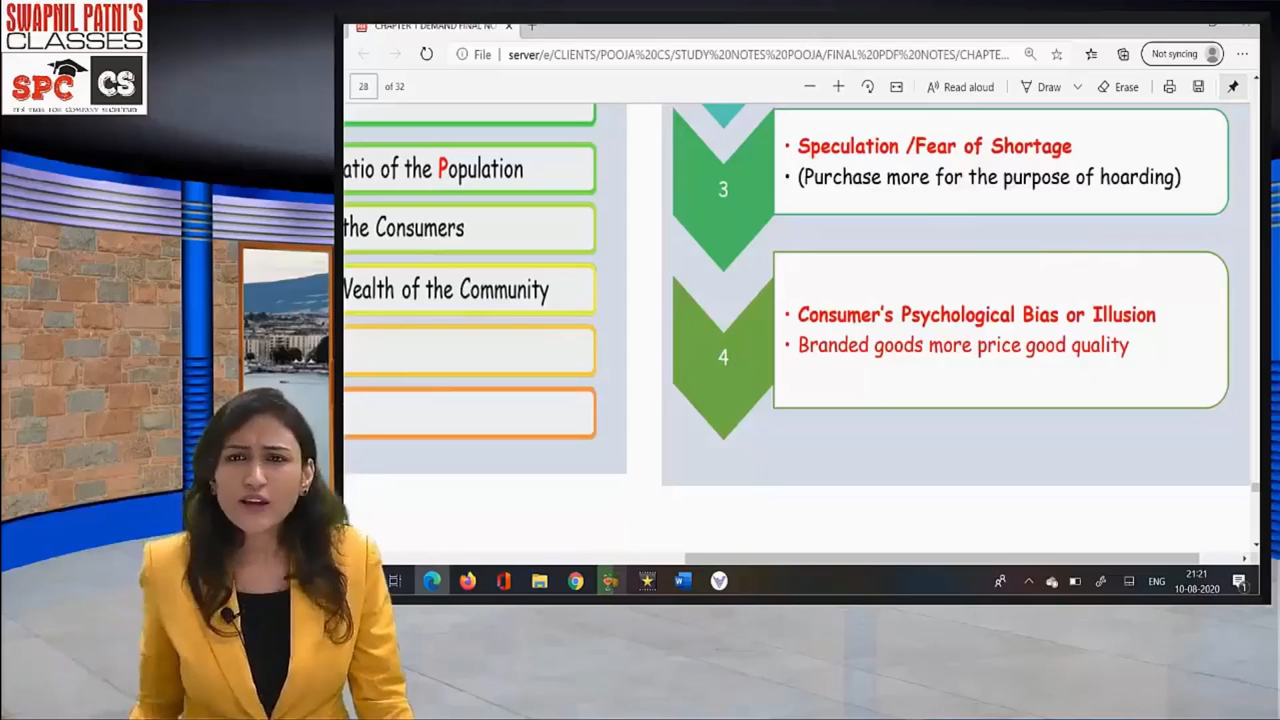 SWAPNIL PATNI'S
CLASSES
SPC CS
CHAPTER 1 DEMAND FINAL NO
File server/e/CLIENTS/POOJA%20CS/STUDY%20NOTES%20POOJA/FINAL%20PDF%20NOTES/CHAPTE... Not syncing
28 of 32 Read aloud Draw Erase
atio of the Population
the Consumers
Wealth of the Community
3
• Speculation /Fear of Shortage
• (Purchase more for the purpose of hoarding)
4
• Consumer's Psychological Bias or Illusion
• Branded goods more price good quality
ENG
21:21
10-08-2020